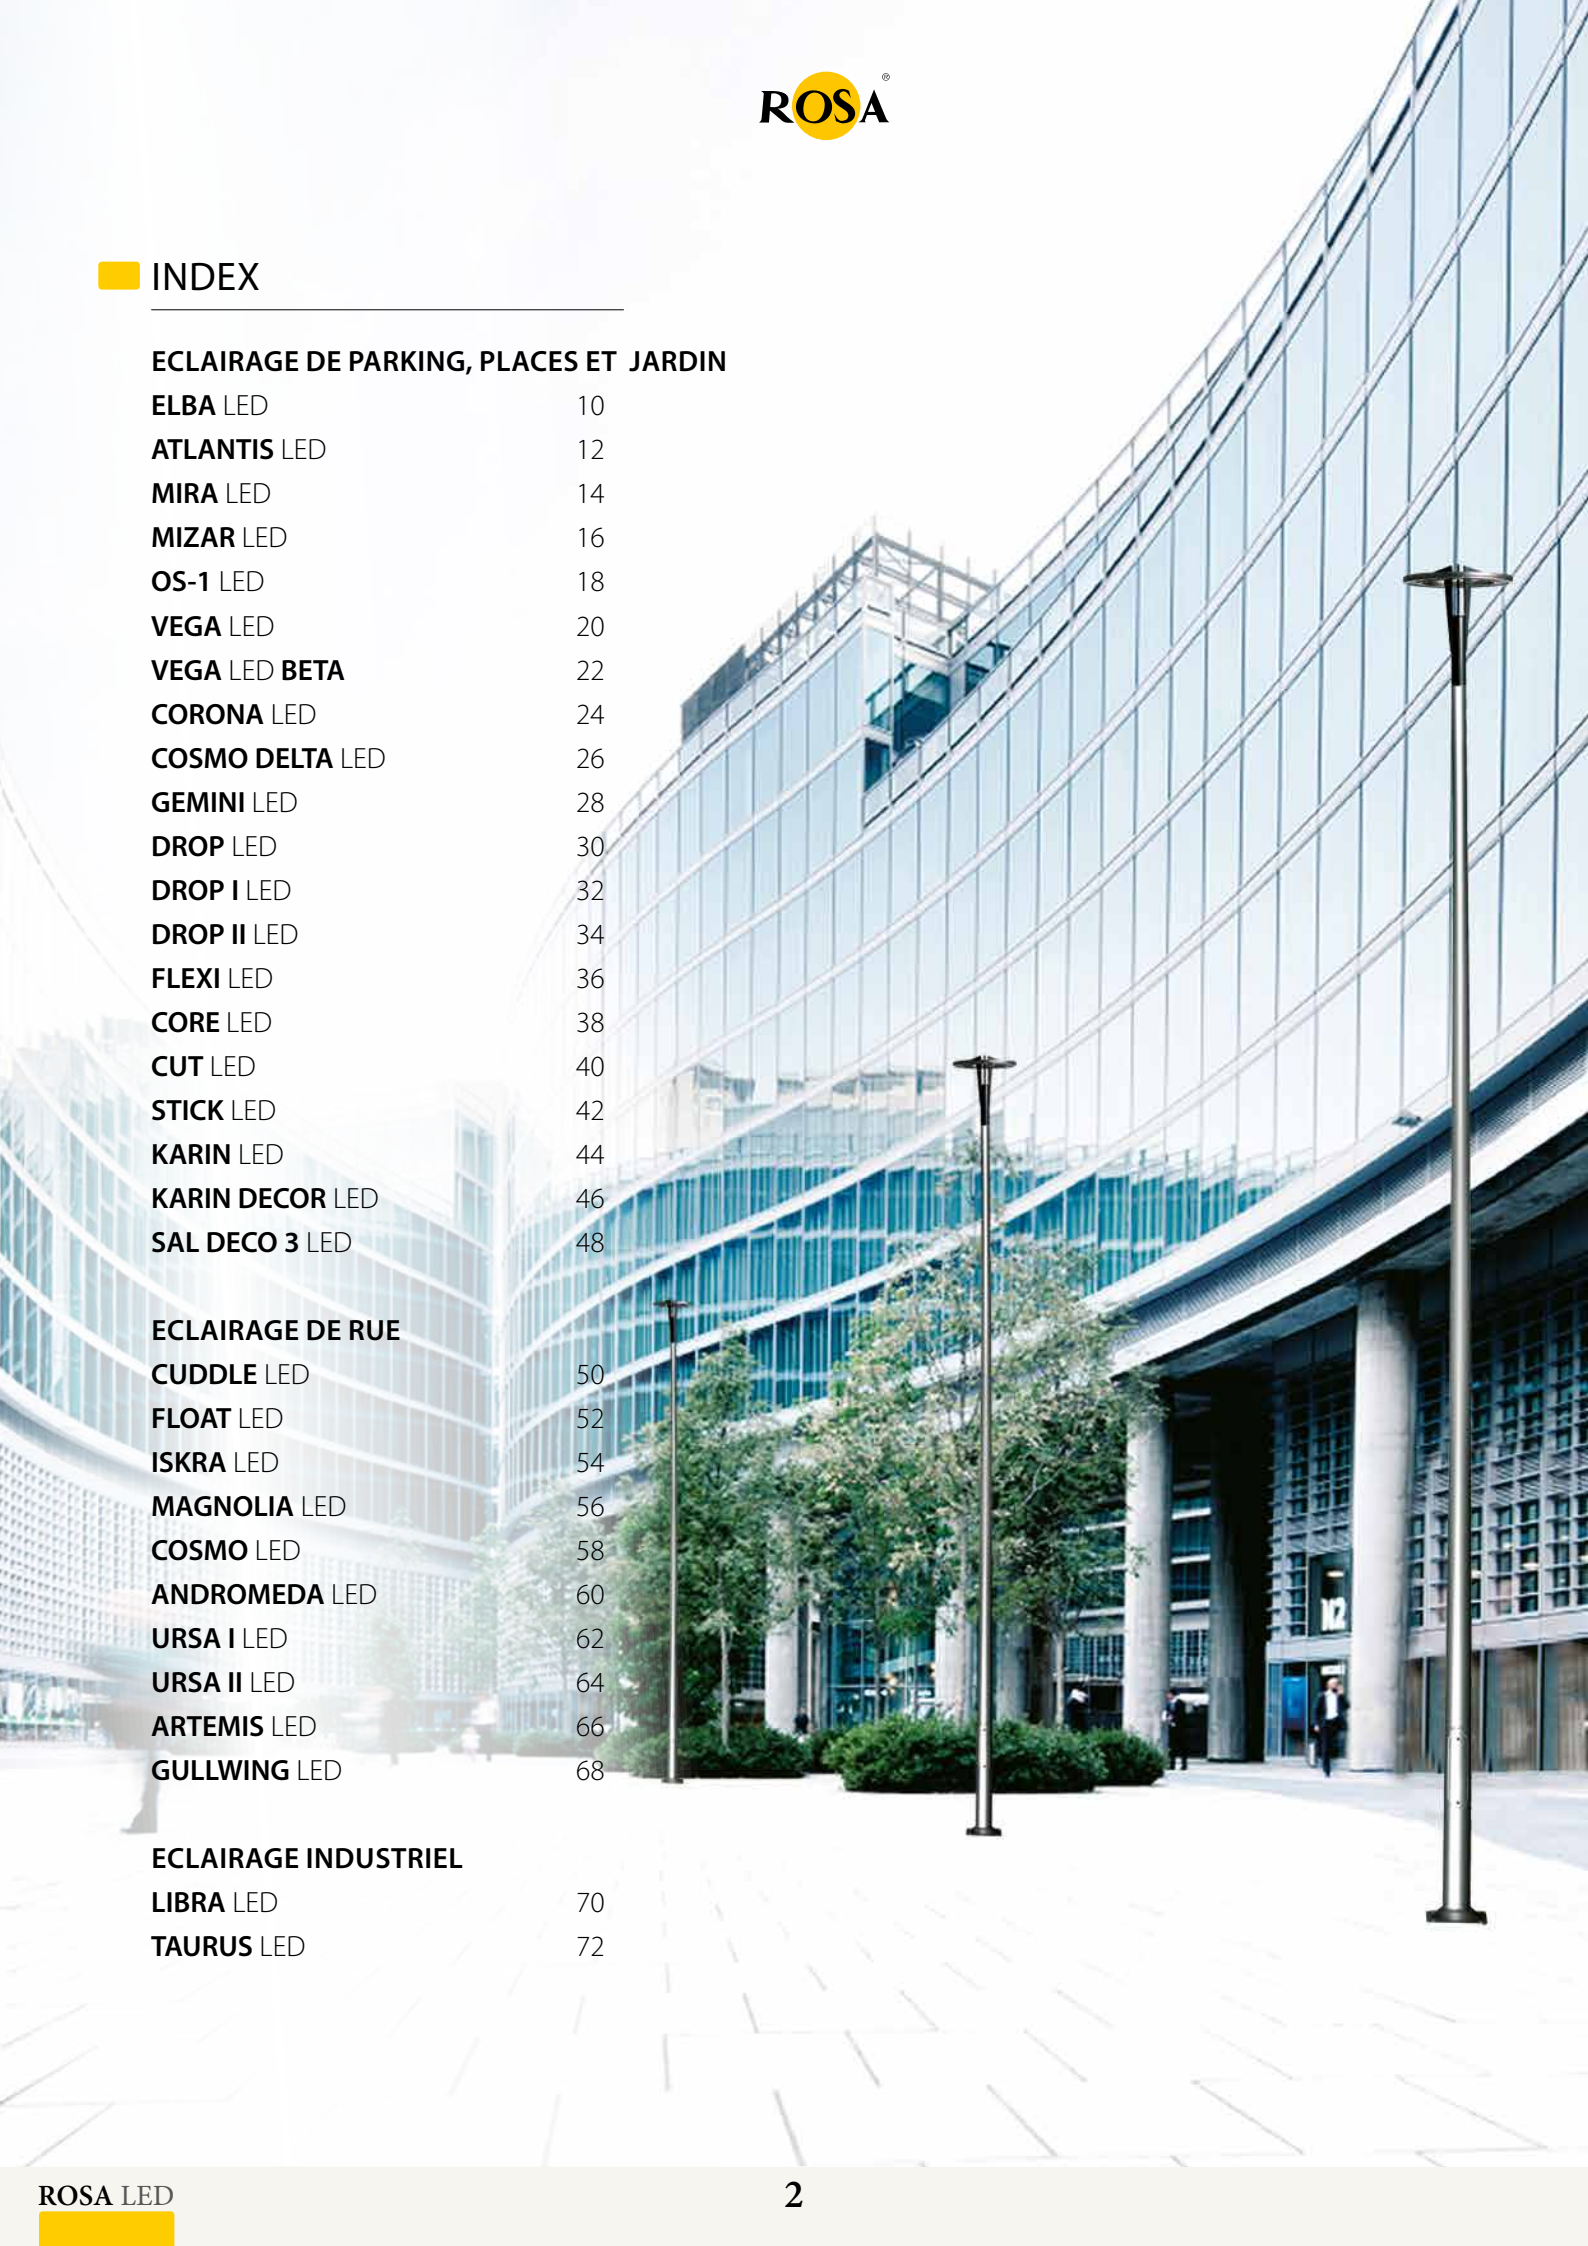 ROSA®
INDEX
ECLAIRAGE DE PARKING, PLACES ET JARDIN
ELBA LED 10
ATLANTIS LED 12
MIRA LED 14
MIZAR LED 16
OS-1 LED 18
VEGA LED 20
VEGA LED BETA 22
CORONA LED 24
COSMO DELTA LED 26
GEMINI LED 28
DROP LED 30
DROP I LED 32
DROP II LED 34
FLEXI LED 36
CORE LED 38
CUT LED 40
STICK LED 42
KARIN LED 44
KARIN DECOR LED 46
SAL DECO 3 LED 48
ECLAIRAGE DE RUE
CUDDLE LED 50
FLOAT LED 52
ISKRA LED 54
MAGNOLIA LED 56
COSMO LED 58
ANDROMEDA LED 60
URSA I LED 62
URSA II LED 64
ARTEMIS LED 66
GULLWING LED 68
ECLAIRAGE INDUSTRIEL
LIBRA LED 70
TAURUS LED 72
ROSA LED
2